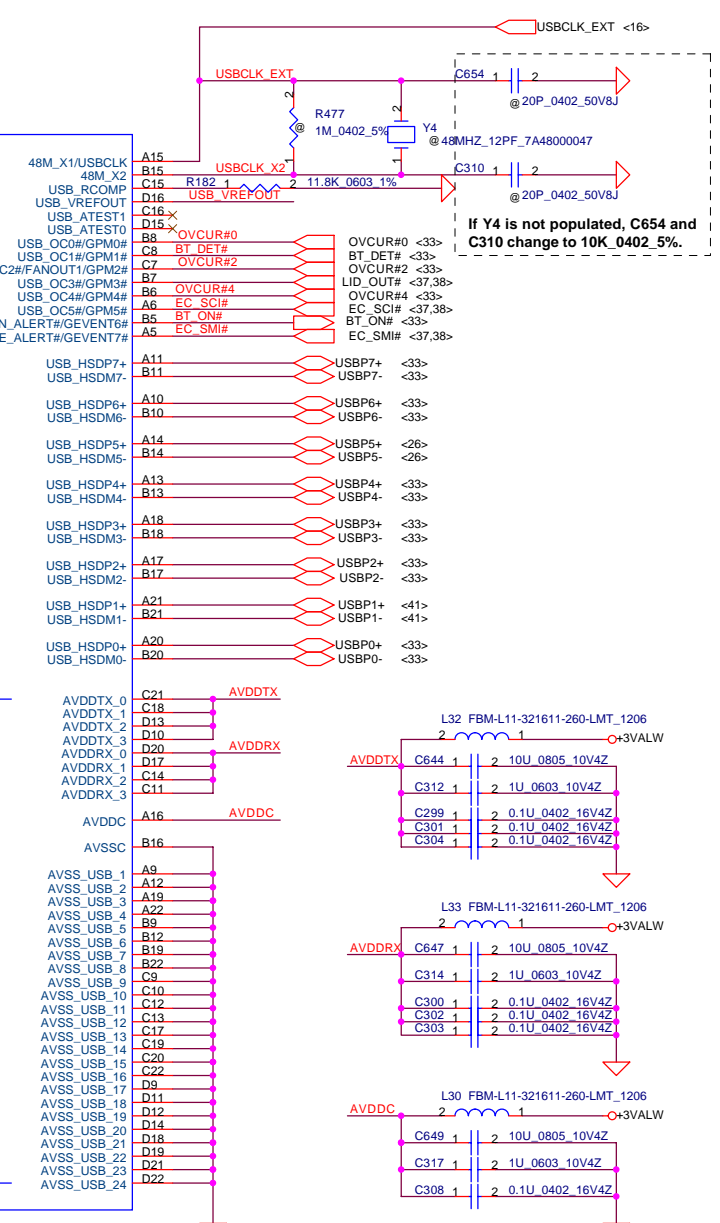 USBCLK_EXT <16>
USBCLK_EXT
C654 1 2
@ 20P_0402_50V8J
2
R477
@
1M_0402_5%
1
2
Y4
@ 48MHZ_12PF_7A48000047
1
C310 1 2
@ 20P_0402_50V8J
If Y4 is not populated, C654 and
C310 change to 10K_0402_5%.
48M_X1/USBCLK A15
48M_X2 B15 USBCLK_X2
USB_RCOMP C15 R182 1 2 11.8K_0603_1%
USB_VREFOUT D16 USB_VREFOUT
USB_ATEST1 C16
USB_ATEST0 D15
USB_OC0#/GPM0# B8 OVCUR#0 OVCUR#0 <33>
USB_OC1#/GPM1# C8 BT_DET# BT_DET# <33>
C2#/FANOUT1/GPM2# C7 OVCUR#2 OVCUR#2 <33>
USB_OC3#/GPM3# B7 LID_OUT# <37,38>
USB_OC4#/GPM4# B6 OVCUR#4 OVCUR#4 <33>
USB_OC5#/GPM5# A6 EC_SCI# EC_SCI# <37,38>
N_ALERT#/GEVENT6# B5 BT_ON# BT_ON# <33>
E_ALERT#/GEVENT7# A5 EC_SMI# EC_SMI# <37,38>
USB_HSDP7+ A11 USBP7+ <33>
USB_HSDM7- B11 USBP7- <33>
USB_HSDP6+ A10 USBP6+ <33>
USB_HSDM6- B10 USBP6- <33>
USB_HSDP5+ A14 USBP5+ <26>
USB_HSDM5- B14 USBP5- <26>
USB_HSDP4+ A13 USBP4+ <33>
USB_HSDM4- B13 USBP4- <33>
USB_HSDP3+ A18 USBP3+ <33>
USB_HSDM3- B18 USBP3- <33>
USB_HSDP2+ A17 USBP2+ <33>
USB_HSDM2- B17 USBP2- <33>
USB_HSDP1+ A21 USBP1+ <41>
USB_HSDM1- B21 USBP1- <41>
USB_HSDP0+ A20 USBP0+ <33>
USB_HSDM0- B20 USBP0- <33>
AVDDTX_0 C21 AVDDTX
AVDDTX_1 C18
AVDDTX_2 D13
AVDDTX_3 D10
AVDDRX_0 D20 AVDDRX
AVDDRX_1 D17
AVDDRX_2 C14
AVDDRX_3 C11
AVDDC A16 AVDDC
AVSSC B16
AVSS_USB_1 A9
AVSS_USB_2 A12
AVSS_USB_3 A19
AVSS_USB_4 A22
AVSS_USB_5 B9
AVSS_USB_6 B12
AVSS_USB_7 B19
AVSS_USB_8 B22
AVSS_USB_9 C9
AVSS_USB_10 C10
AVSS_USB_11 C12
AVSS_USB_12 C13
AVSS_USB_13 C17
AVSS_USB_14 C19
AVSS_USB_15 C20
AVSS_USB_16 C22
AVSS_USB_17 D9
AVSS_USB_18 D11
AVSS_USB_19 D12
AVSS_USB_20 D14
AVSS_USB_21 D18
AVSS_USB_22 D19
AVSS_USB_23 D21
AVSS_USB_24 D22
L32 FBM-L11-321611-260-LMT_1206
2 1 +3VALW
AVDDTX C644 1 2 10U_0805_10V4Z
C312 1 2 1U_0603_10V4Z
C299 1 2 0.1U_0402_16V4Z
C301 1 2 0.1U_0402_16V4Z
C304 1 2 0.1U_0402_16V4Z
L33 FBM-L11-321611-260-LMT_1206
2 1 +3VALW
AVDDRX C647 1 2 10U_0805_10V4Z
C314 1 2 1U_0603_10V4Z
C300 1 2 0.1U_0402_16V4Z
C302 1 2 0.1U_0402_16V4Z
C303 1 2 0.1U_0402_16V4Z
L30 FBM-L11-321611-260-LMT_1206
AVDDC 2 1 +3VALW
C649 1 2 10U_0805_10V4Z
C317 1 2 1U_0603_10V4Z
C308 1 2 0.1U_0402_16V4Z